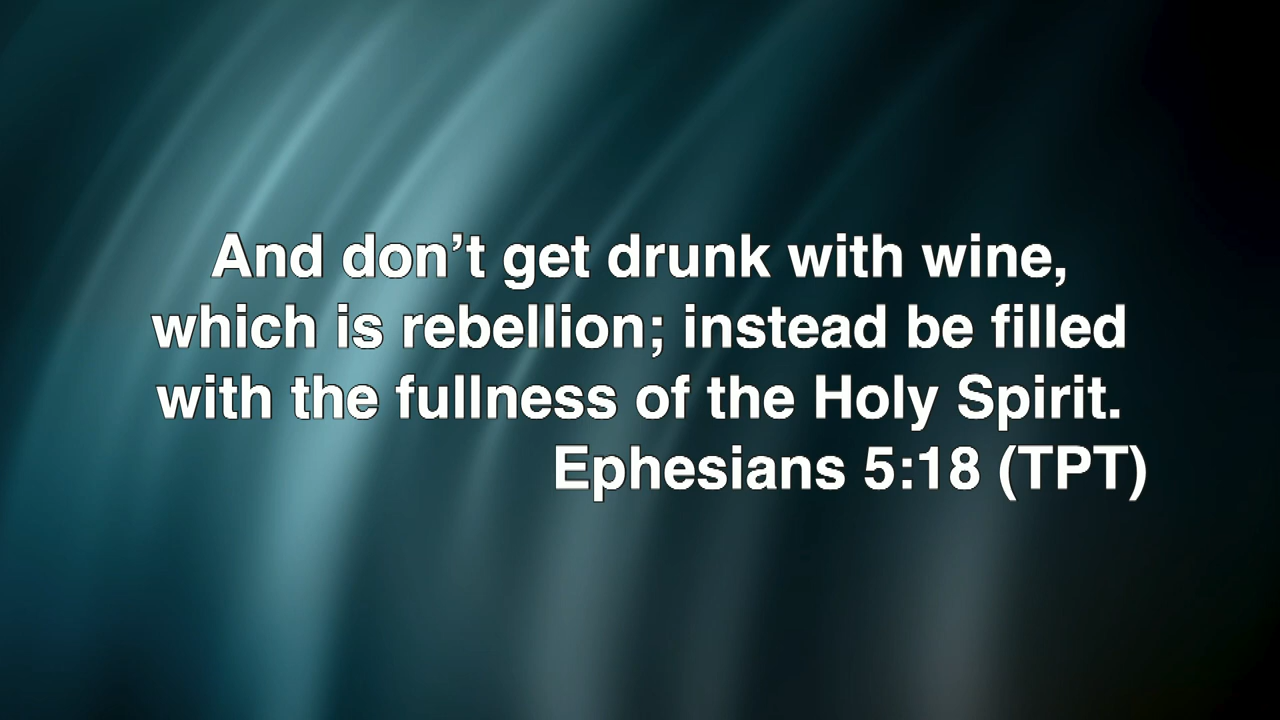 And don’t get drunk with wine,
which is rebellion; instead be filled
with the fullness of the Holy Spirit.
Ephesians 5:18 (TPT)